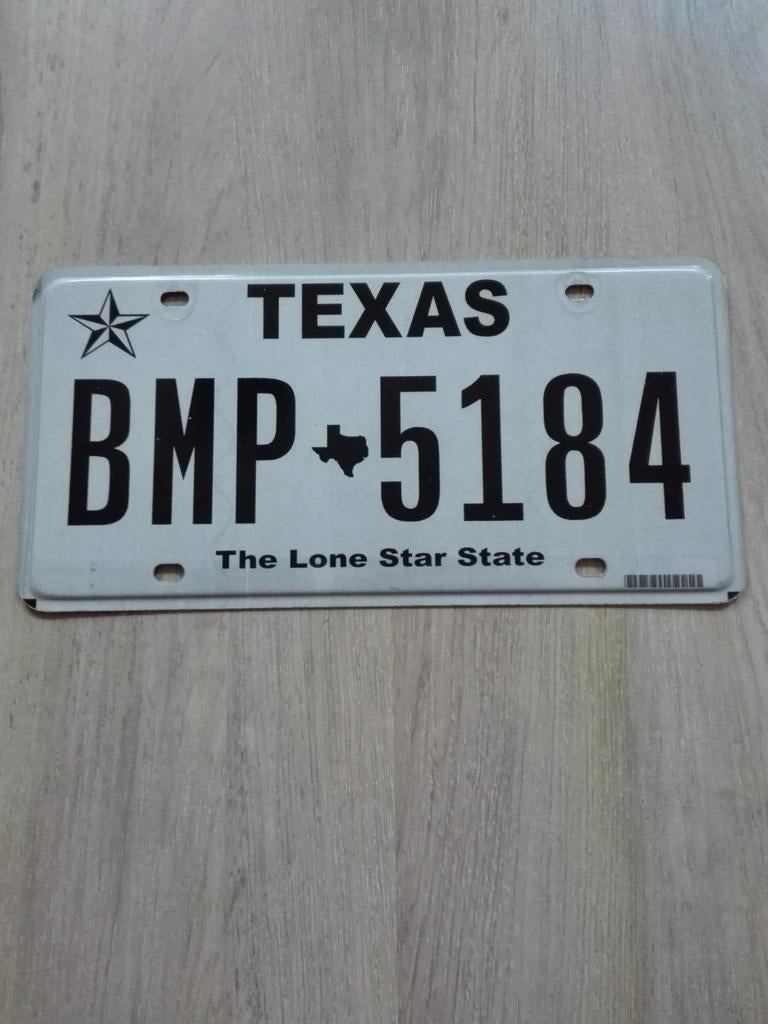 TEXAS
BMP 5184
The Lone Star State